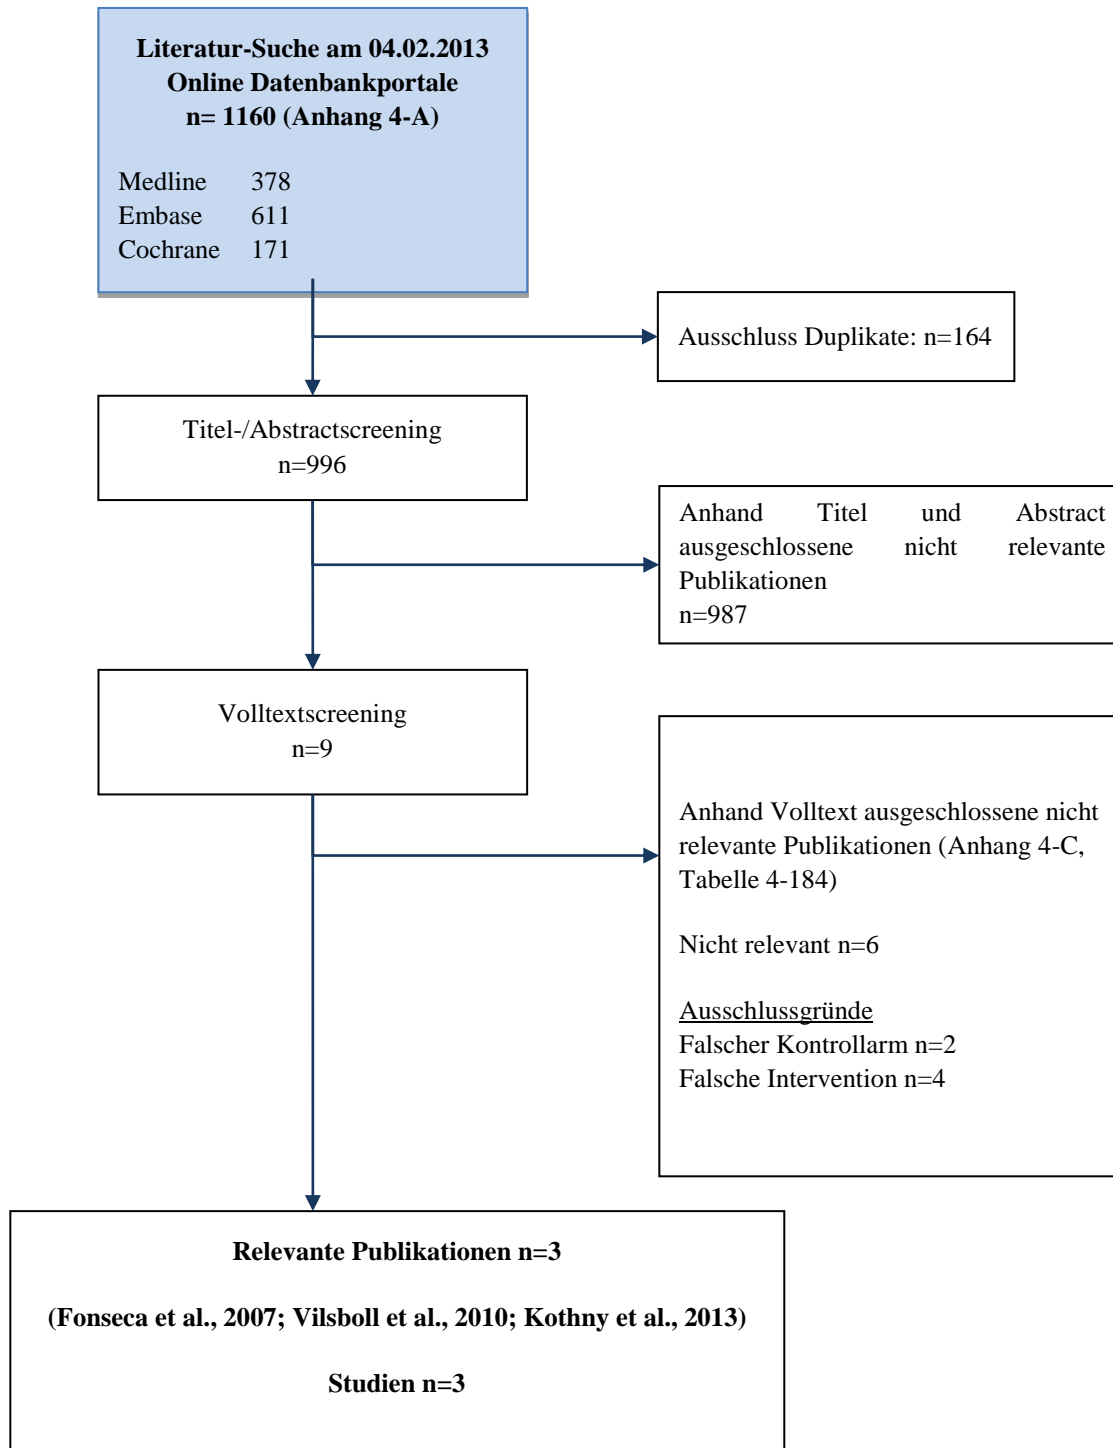 Literatur-Suche am 04.02.2013
Online Datenbankportale
n= 1160 (Anhang 4-A)
Medline 378
Embase 611
Cochrane 171
Ausschluss Duplikate: n=164
Titel-/Abstractscreening
n=996
Anhand Titel und Abstract
ausgeschlossene nicht relevante
Publikationen
n=987
Volltextscreening
n=9
Anhand Volltext ausgeschlossene nicht
relevante Publikationen (Anhang 4-C,
Tabelle 4-184)
Nicht relevant n=6
Ausschlussgründe
Falscher Kontrollarm n=2
Falsche Intervention n=4
Relevante Publikationen n=3
(Fonseca et al., 2007; Vilsboll et al., 2010; Kothny et al., 2013)
Studien n=3